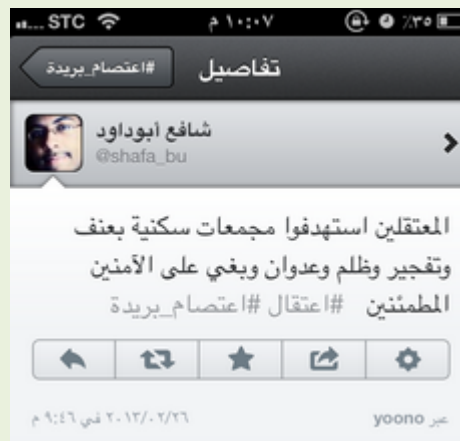 STC ١٠:٠٧ م ٪٣٥
#اعتصام_بريدة تفاصيل
شافع أبوداود
@shafa_bu
المعتقلين استهدفوا مجمعات سكنية بعنف
وتفجير وظلم وعدوان وبغي على الآمنين
المطمئنين #اعتقال #اعتصام_بريدة
٢٠١٣/٠٢/٢٦ في ٩:٤٦ م عبر yoono